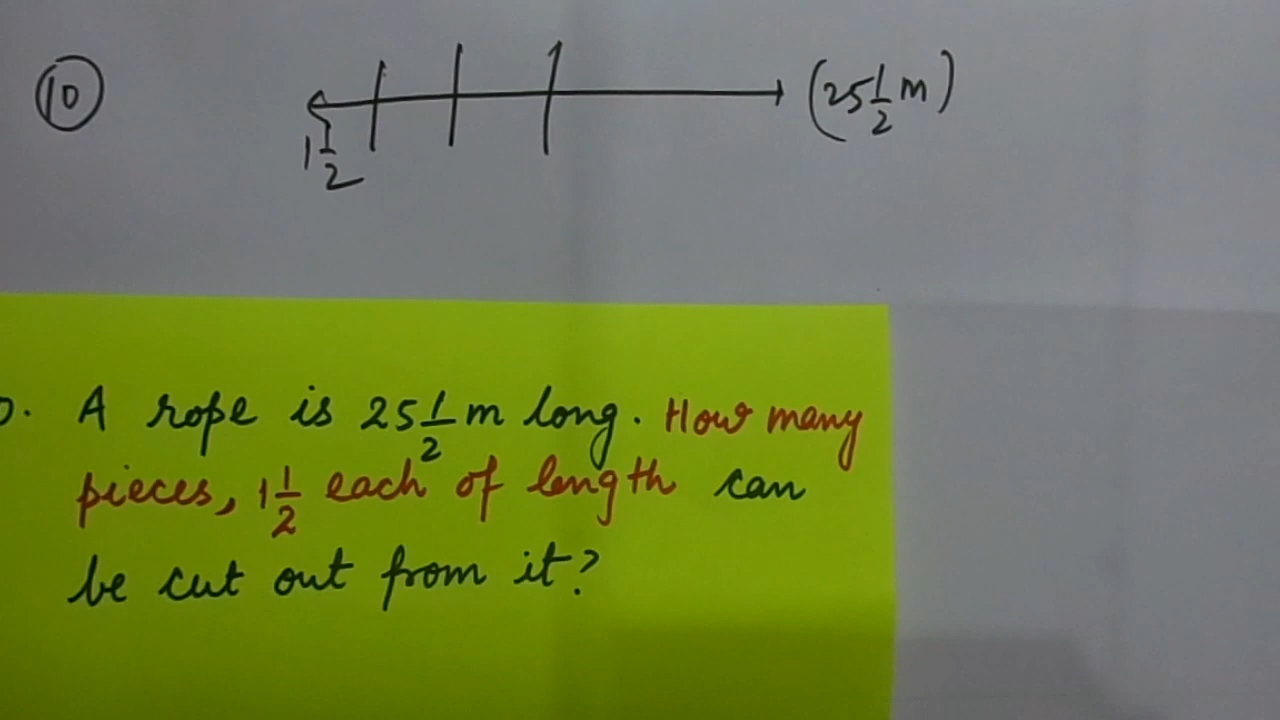 10
(25 1/2 m)
1 1/2
A rope is 25 1/2 m long. How many
pieces, 1 1/2 each of length can
be cut out from it?